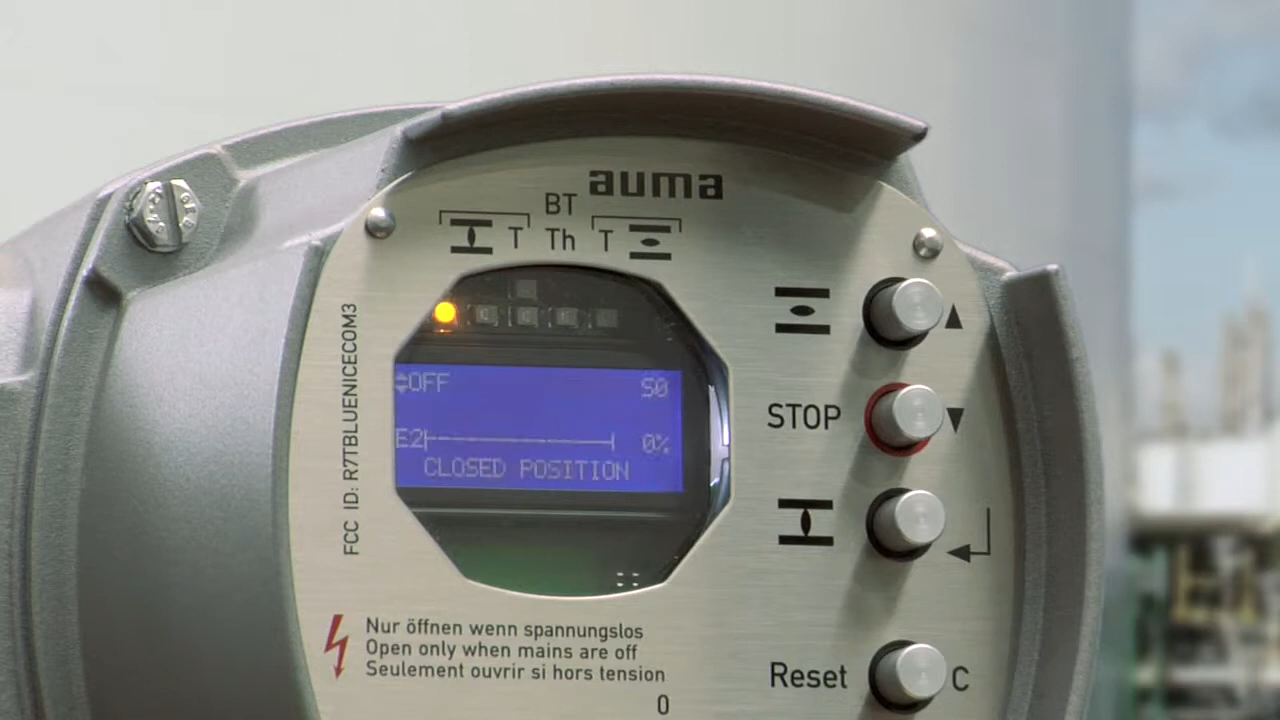 auma
BT
T Th T
FCC ID: R7TBLUENICECOM3
OFF S0
E2 0%
CLOSED POSITION
STOP
Nur öffnen wenn spannungslos
Open only when mains are off
Seulement ouvrir si hors tension
Reset C
0